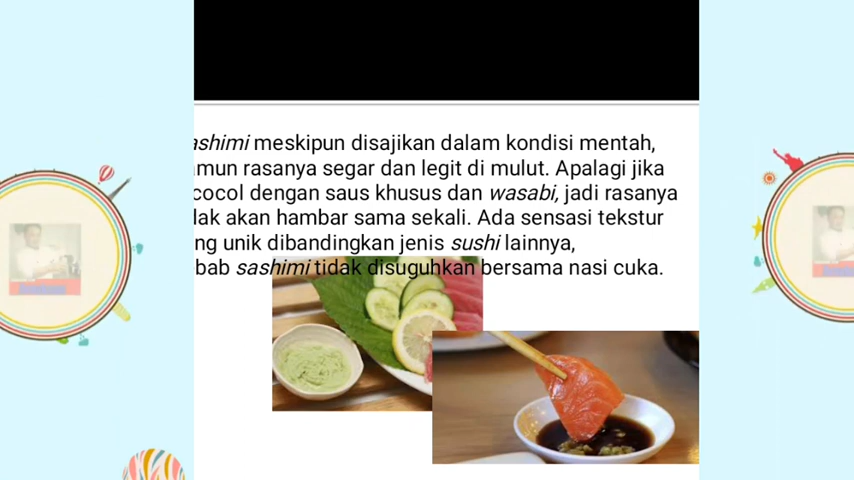 ashimi meskipun disajikan dalam kondisi mentah,
mun rasanya segar dan legit di mulut. Apalagi jika
cocol dengan saus khusus dan wasabi, jadi rasanya
lak akan hambar sama sekali. Ada sensasi tekstur
ng unik dibandingkan jenis sushi lainnya,
bab sashimi tidak disuguhkan bersama nasi cuka.